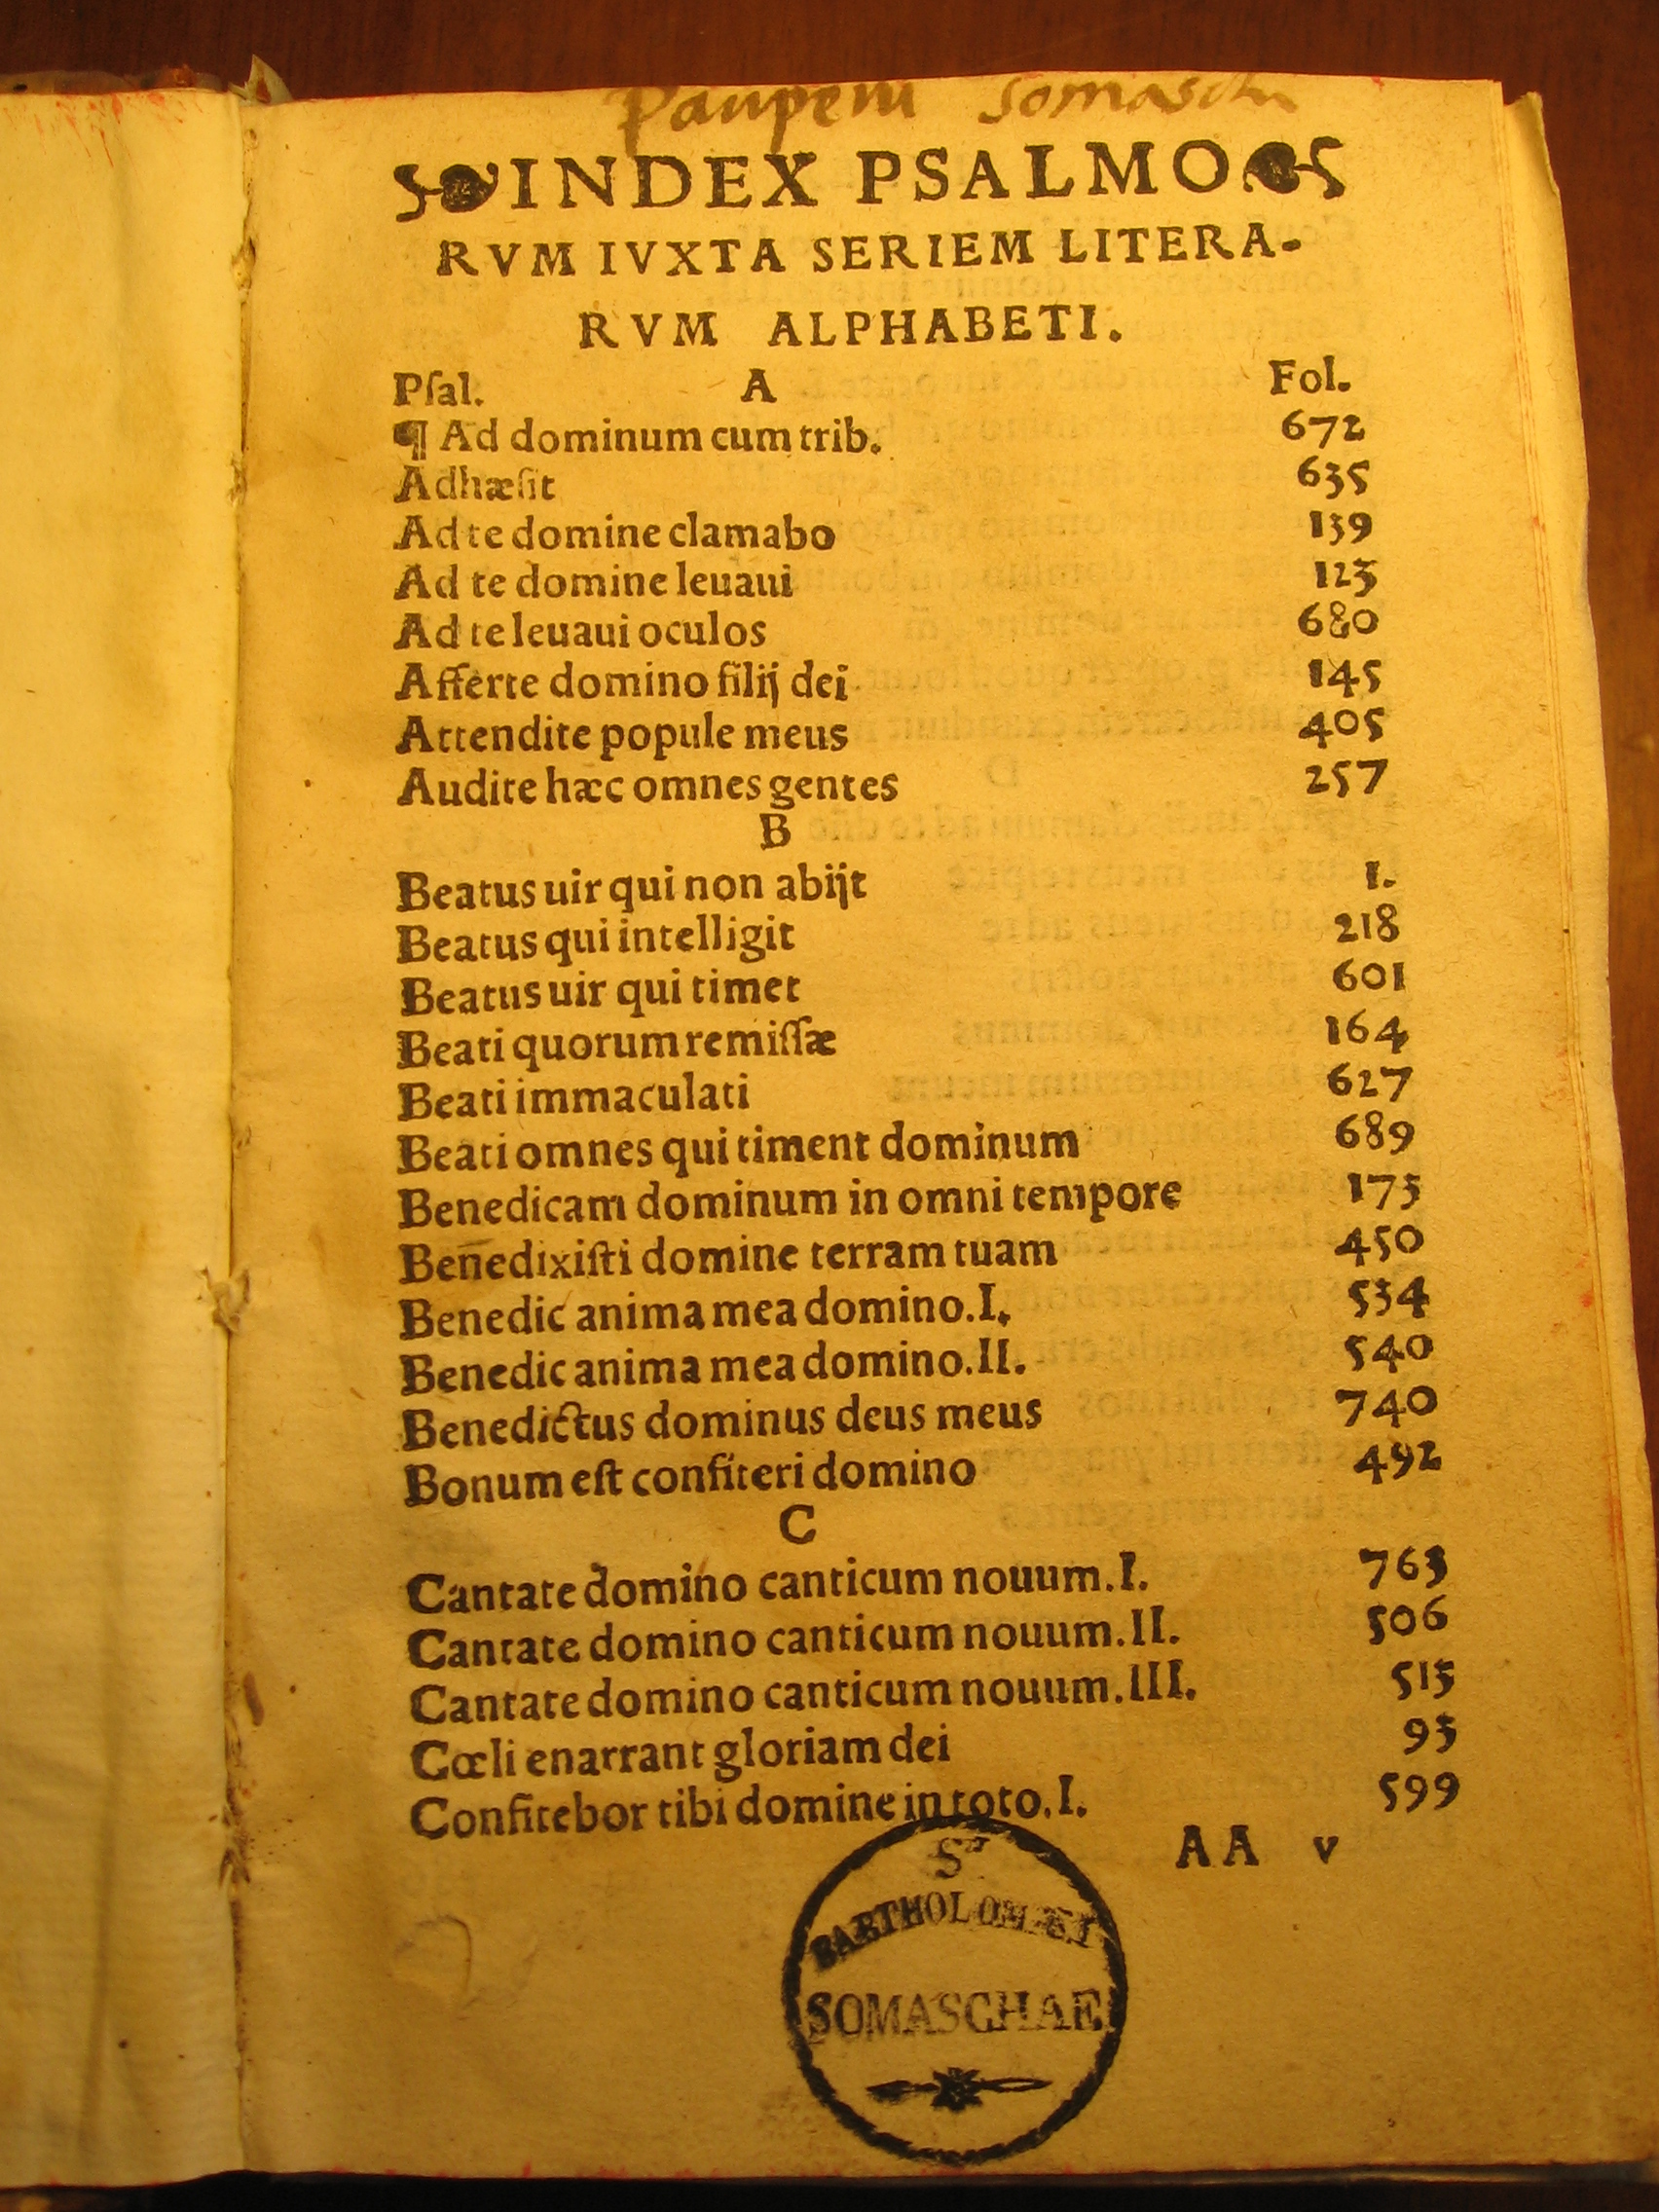 Pauperu Somasch
INDEX PSALMO
RVM IVXTA SERIEM LITERA-
RVM ALPHABETI.
Pſal. A Fol.
¶ Ad dominum cum trib. 672
Adhæſit 635
Ad te domine clamabo 139
Ad te domine leuaui 123
Ad te leuaui oculos 680
Afferte domino filij dei 145
Attendite popule meus 405
Audite hæc omnes gentes 257
B
Beatus uir qui non abijt 1.
Beatus qui intelligit 218
Beatus uir qui timet 601
Beati quorum remiſſæ 164
Beati immaculati 627
Beati omnes qui timent dominum 689
Benedicam dominum in omni tempore 173
Benedixiſti domine terram tuam 450
Benedic anima mea domino. I. 534
Benedic anima mea domino. II. 540
Benedictus dominus deus meus 740
Bonum eſt confiteri domino 492
C
Cantate domino canticum nouum. I. 763
Cantate domino canticum nouum. II. 506
Cantate domino canticum nouum. III. 513
Cœli enarrant gloriam dei 93
Confitebor tibi domine in toto. I. 599
AA v
BARTHOLOMÆI
SOMASCHAE